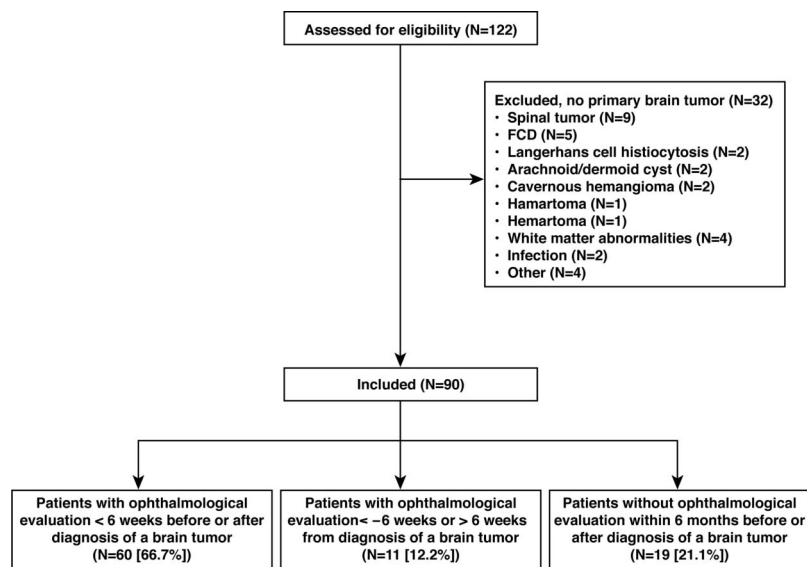 Assessed for eligibility (N=122)
Excluded, no primary brain tumor (N=32)
· Spinal tumor (N=9)
· FCD (N=5)
· Langerhans cell histiocytosis (N=2)
· Arachnoid/dermoid cyst (N=2)
· Cavernous hemangioma (N=2)
· Hamartoma (N=1)
· Hemartoma (N=1)
· White matter abnormalities (N=4)
· Infection (N=2)
· Other (N=4)
Included (N=90)
Patients with ophthalmological
evaluation < 6 weeks before or after
diagnosis of a brain tumor
(N=60 [66.7%])
Patients with ophthalmological
evaluation< −6 weeks or > 6 weeks
from diagnosis of a brain tumor
(N=11 [12.2%])
Patients without ophthalmological
evaluation within 6 months before or
after diagnosis of a brain tumor
(N=19 [21.1%])